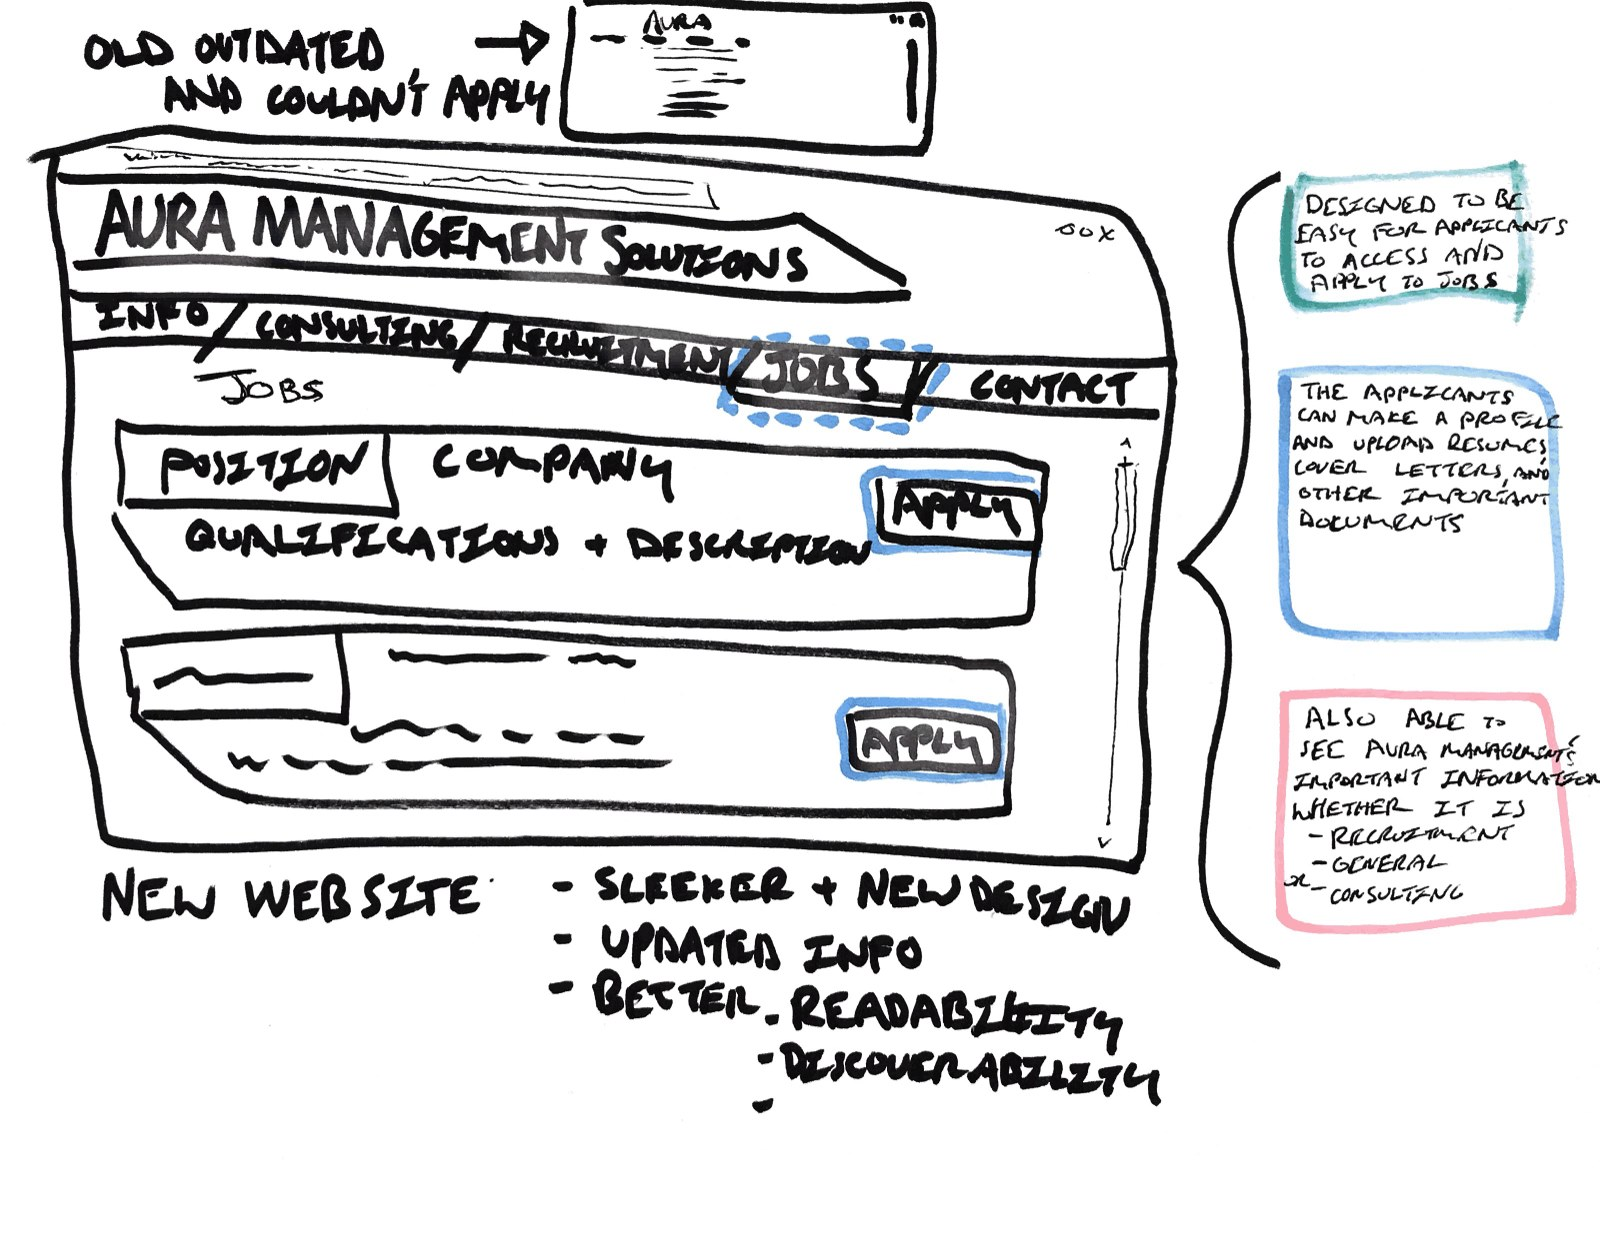 OLD OUTDATED
AND COULDN'T APPLY
AURA
AURA MANAGEMENT SOLUTIONS
INFO / CONSULTING / RECRUITMENT / JOBS / CONTACT
JOBS
POSITION COMPANY
APPLY
QUALIFICATIONS + DESCRIPTION
APPLY
NEW WEBSITE
- SLEEKER + NEW DESIGN
- UPDATED INFO
- BETTER - READABILITY
- DISCOVERABILITY
-
DESIGNED TO BE
EASY FOR APPLICANTS
TO ACCESS AND
APPLY TO JOBS
THE APPLICANTS
CAN MAKE A PROFILE
AND UPLOAD RESUMES,
COVER LETTERS, AND
OTHER IMPORTANT
DOCUMENTS
ALSO ABLE TO
SEE AURA MANAGEMENTS'
IMPORTANT INFORMATION
WHETHER IT IS
- RECRUITMENT
- GENERAL
OR - CONSULTING